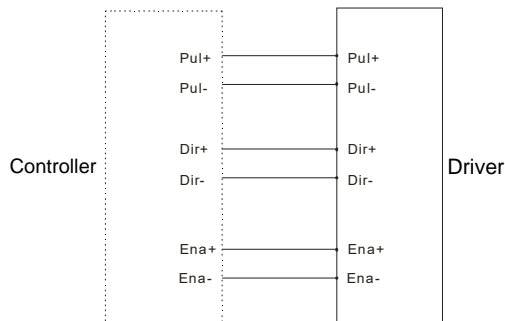 Pul+ Pul+
Pul- Pul-
Dir+ Dir+
Controller Driver
Dir- Dir-
Ena+ Ena+
Ena- Ena-